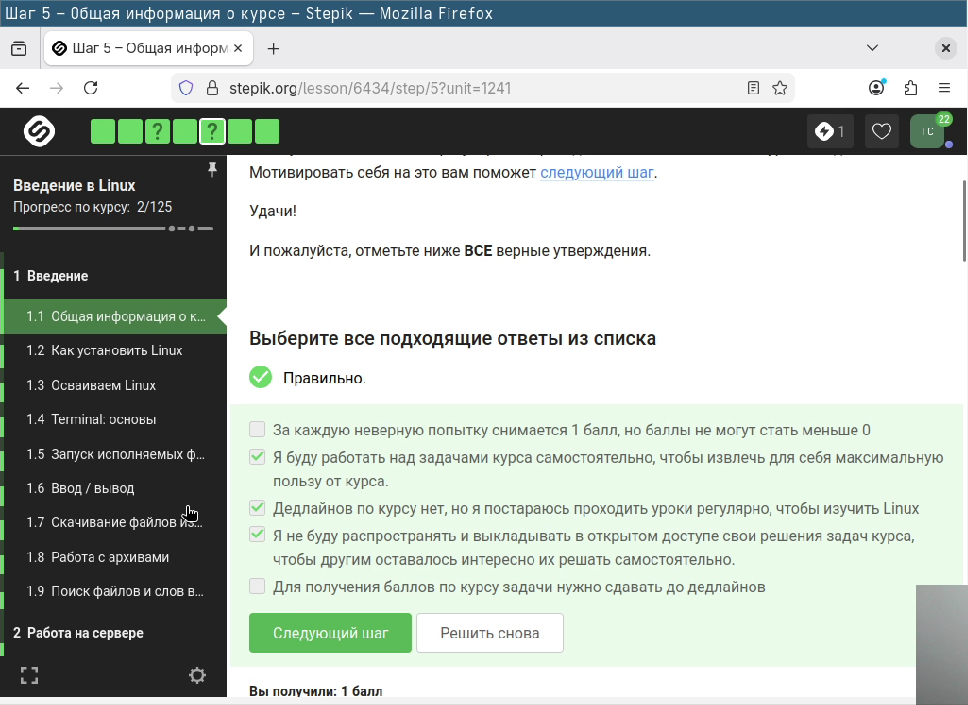 Шаг 5 – Общая информация о курсе – Stepik — Mozilla Firefox
Шаг 5 – Общая информ
stepik.org/lesson/6434/step/5?unit=1241
? ?
1
TC
22
Введение в Linux
Прогресс по курсу: 2/125
1 Введение
1.1 Общая информация о к...
1.2 Как установить Linux
1.3 Осваиваем Linux
1.4 Terminal: основы
1.5 Запуск исполняемых ф...
1.6 Ввод / вывод
1.7 Скачивание файлов из...
1.8 Работа с архивами
1.9 Поиск файлов и слов в...
2 Работа на сервере
Мотивировать себя на это вам поможет следующий шаг.
Удачи!
И пожалуйста, отметьте ниже ВСЕ верные утверждения.
Выберите все подходящие ответы из списка
Правильно.
За каждую неверную попытку снимается 1 балл, но баллы не могут стать меньше 0
Я буду работать над задачами курса самостоятельно, чтобы извлечь для себя максимальную
пользу от курса.
Дедлайнов по курсу нет, но я постараюсь проходить уроки регулярно, чтобы изучить Linux
Я не буду распространять и выкладывать в открытом доступе свои решения задач курса,
чтобы другим оставалось интересно их решать самостоятельно.
Для получения баллов по курсу задачи нужно сдавать до дедлайнов
Следующий шаг
Решить снова
Вы получили: 1 балл